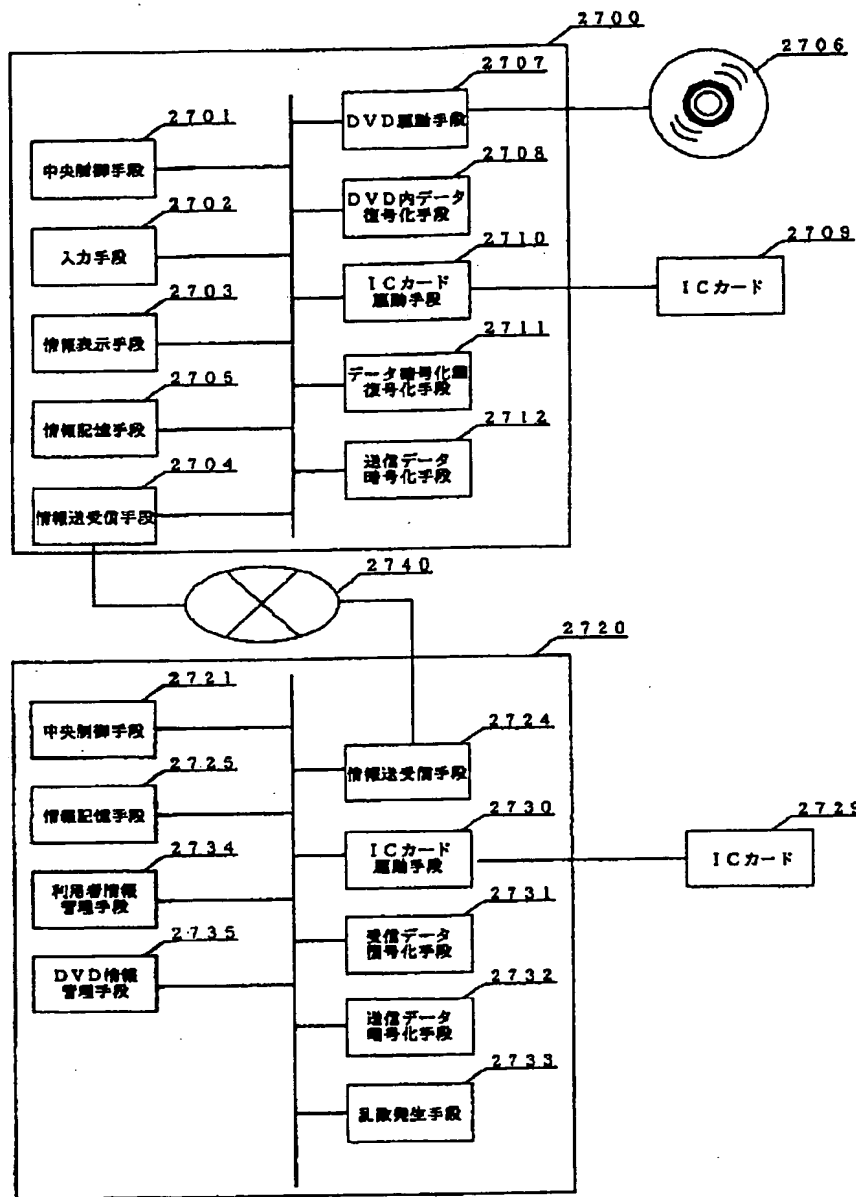 2700
2707
2706
DVD駆動手段
2701
中央制御手段
2708
DVD内データ
復号化手段
2702
入力手段
2710
ICカード
駆動手段
2709
ICカード
2703
情報表示手段
2711
データ暗号化鍵
復号化手段
2705
情報記憶手段
2712
送信データ
暗号化手段
2704
情報送受信手段
2740
2720
2721
中央制御手段
2724
情報送受信手段
2725
情報記憶手段
2730
ICカード
駆動手段
2729
ICカード
2734
利用者情報
管理手段
2731
受信データ
復号化手段
2735
DVD情報
管理手段
2732
送信データ
暗号化手段
2733
乱数発生手段